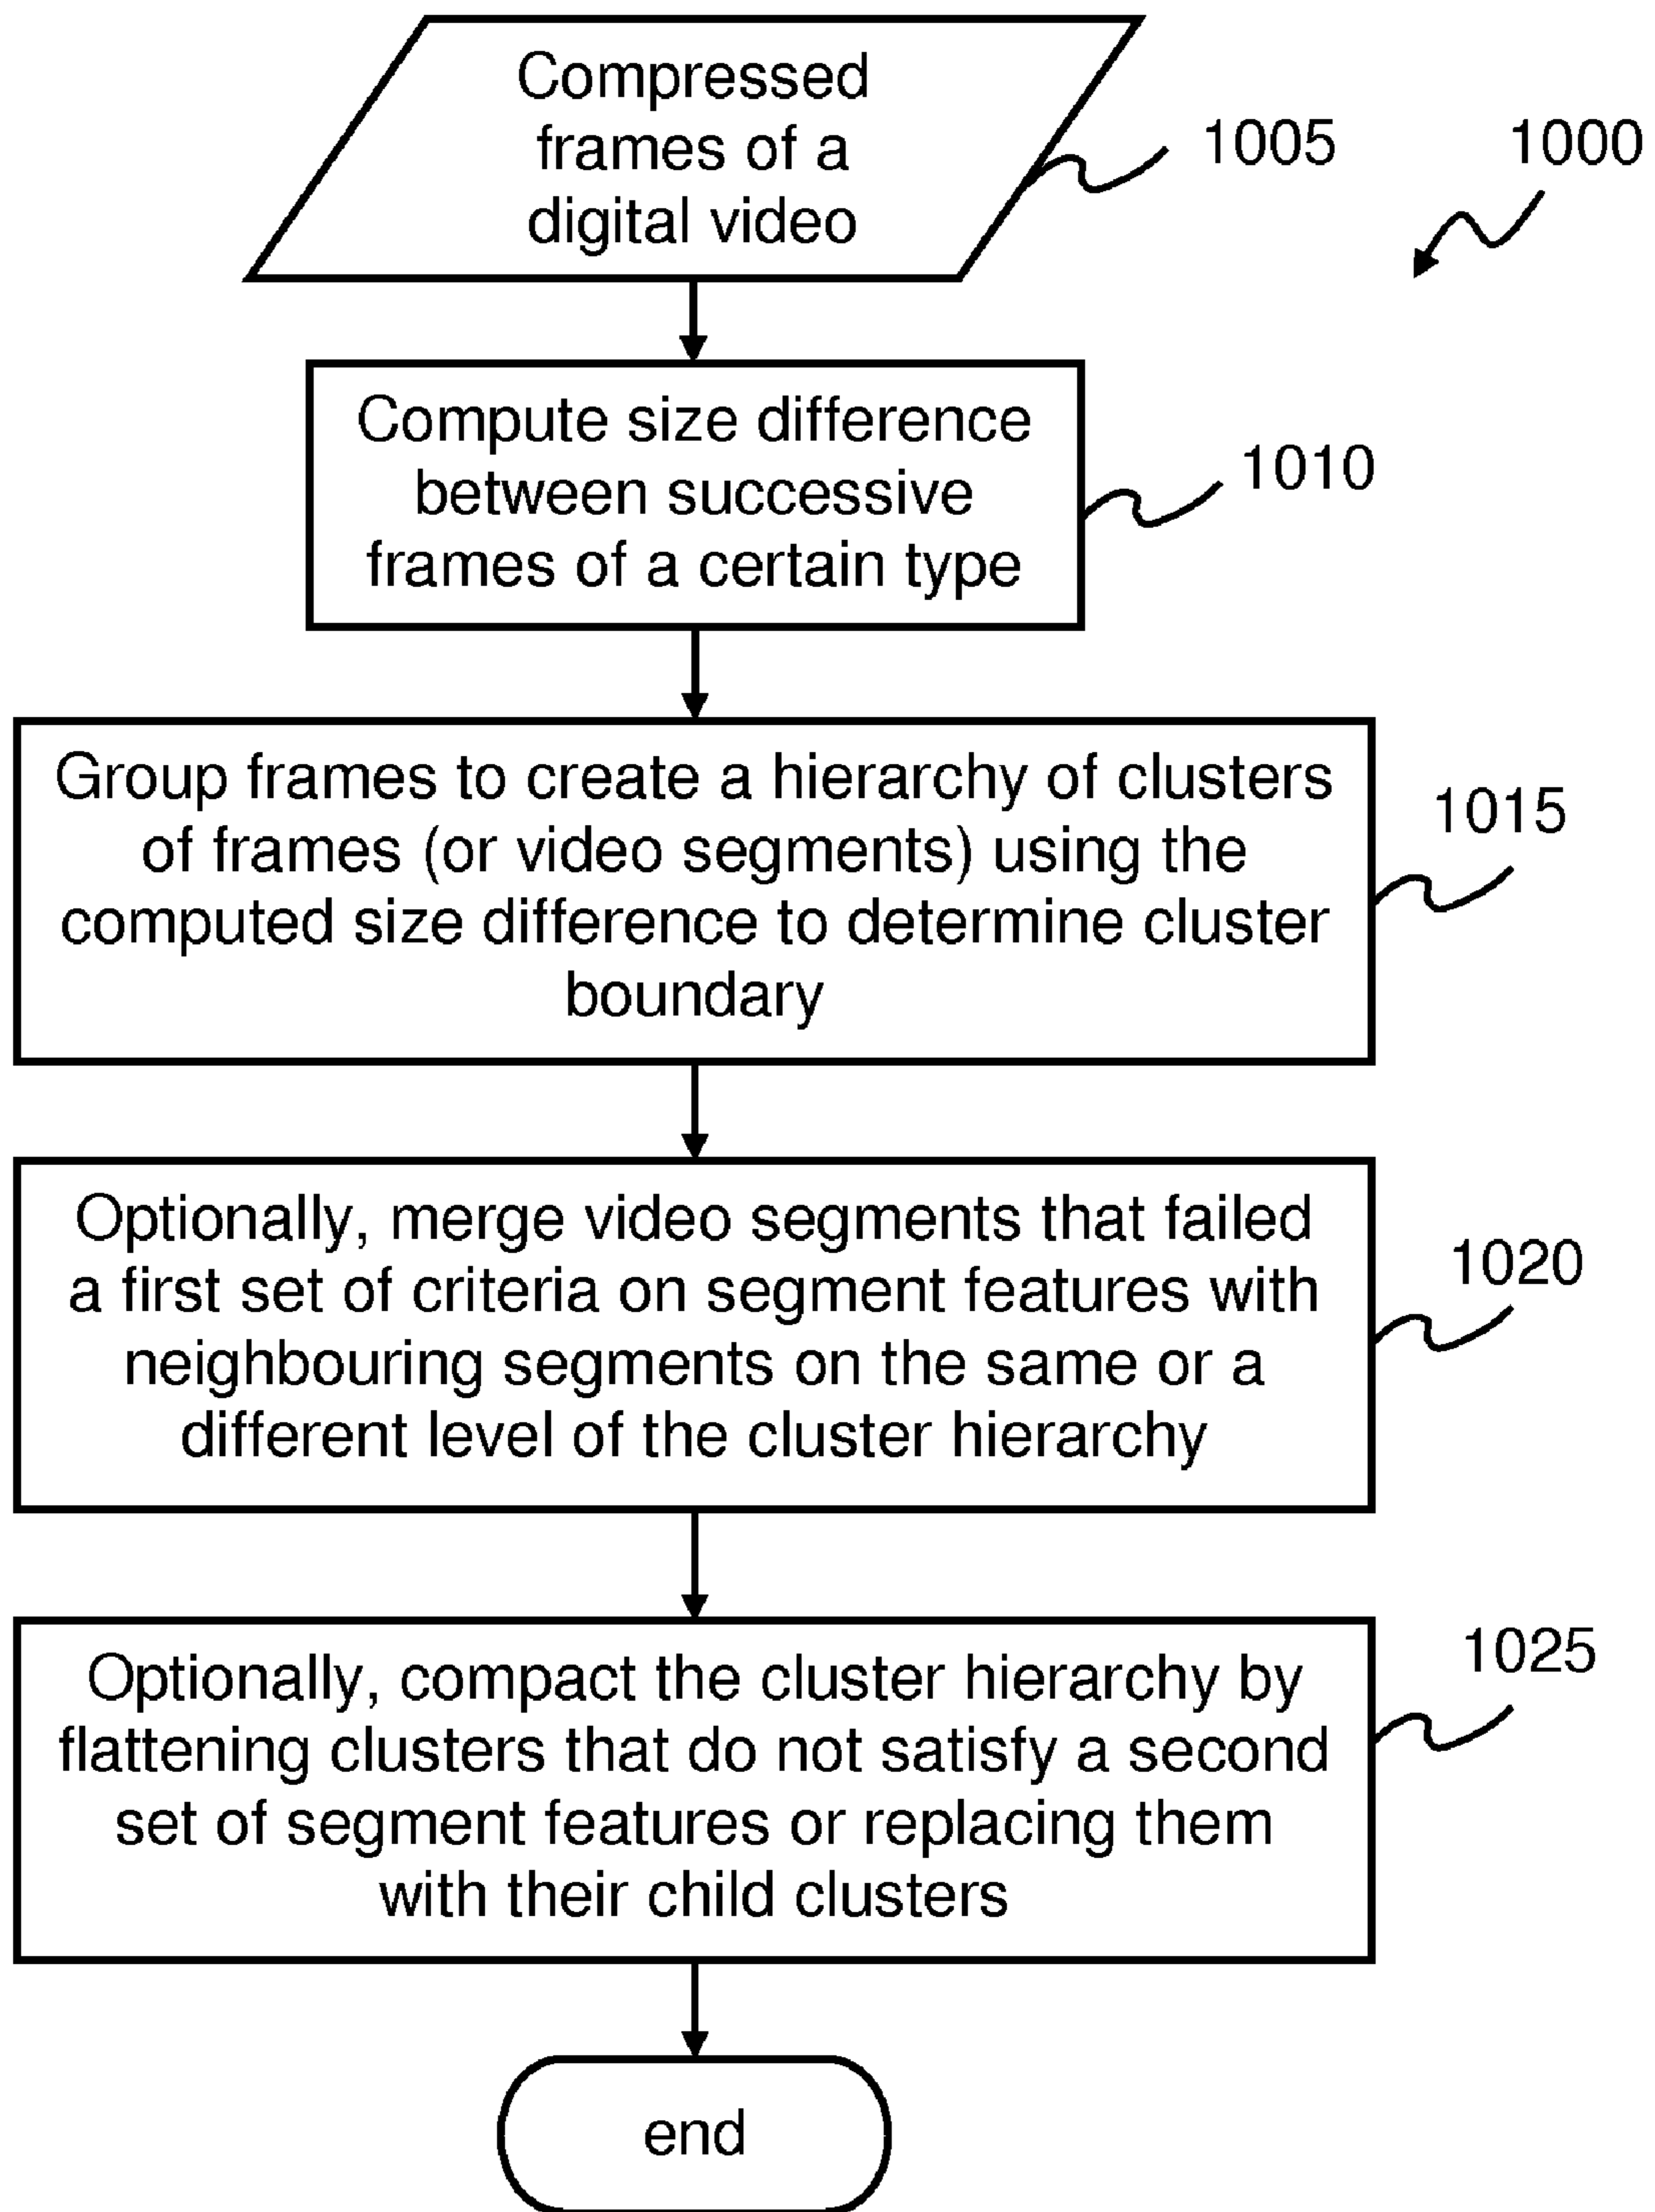 Compressed
frames of a
digital video
1005
1000
Compute size difference
between successive
frames of a certain type
1010
Group frames to create a hierarchy of clusters
of frames (or video segments) using the
computed size difference to determine cluster
boundary
1015
Optionally, merge video segments that failed
a first set of criteria on segment features with
neighbouring segments on the same or a
different level of the cluster hierarchy
1020
Optionally, compact the cluster hierarchy by
flattening clusters that do not satisfy a second
set of segment features or replacing them
with their child clusters
1025
end